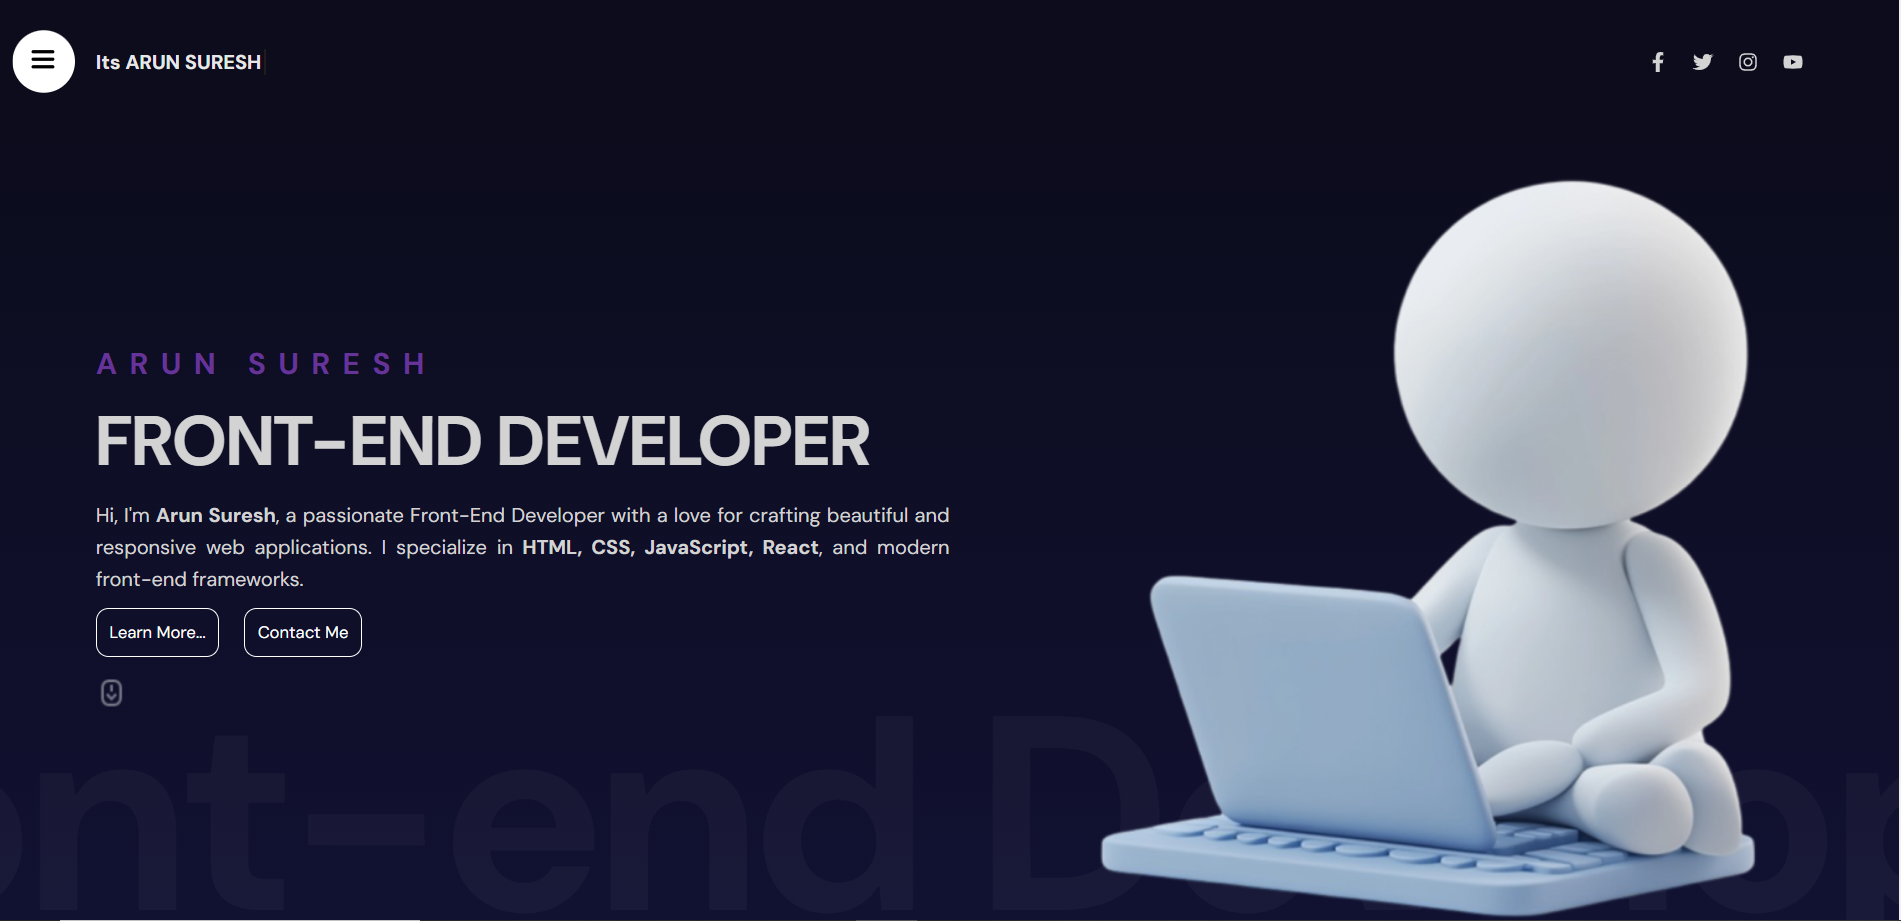 Its ARUN SURESH
ARUN SURESH
FRONT-END DEVELOPER
Hi, I'm Arun Suresh, a passionate Front-End Developer with a love for crafting beautiful and
responsive web applications. I specialize in HTML, CSS, JavaScript, React, and modern
front-end frameworks.
Learn More...
Contact Me
ont-end D